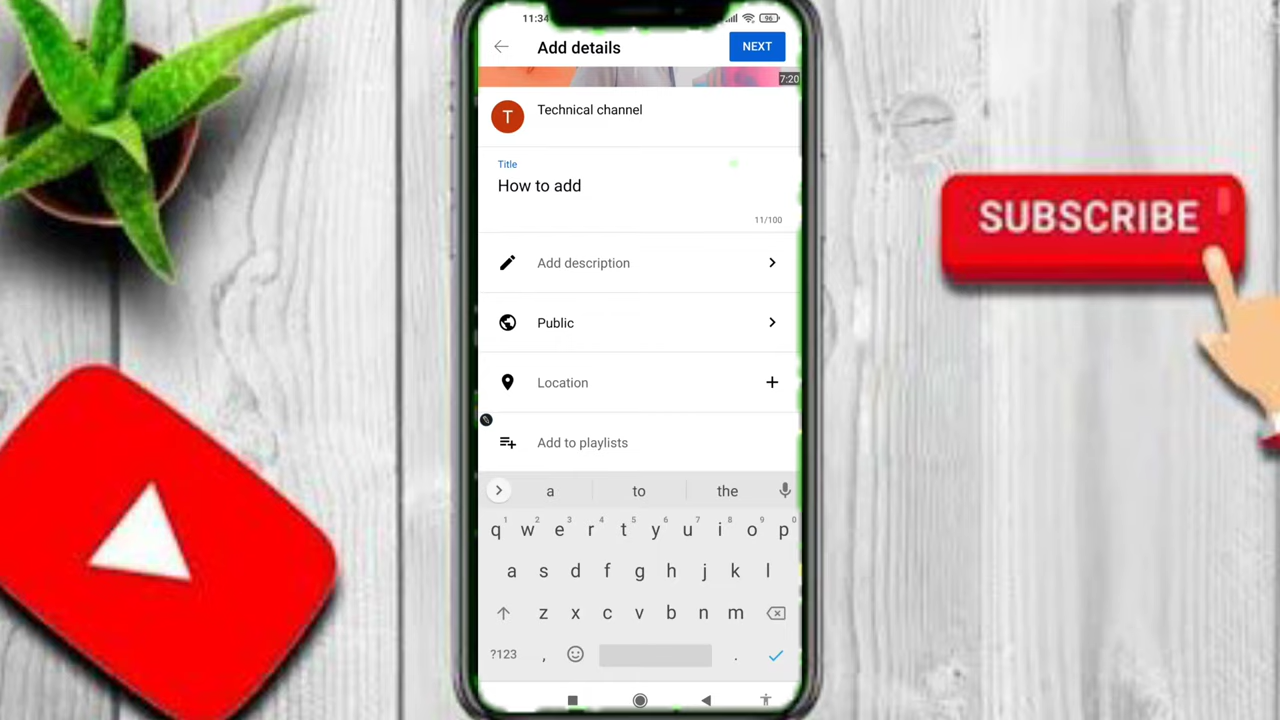 11:34
96
Add details
NEXT
7:20
T
Technical channel
Title
How to add
11/100
Add description
Public
Location
Add to playlists
a to the
1 2 3 4 5 6 7 8 9 0
q w e r t y u i o p
a s d f g h j k l
z x c v b n m
?123 , .
SUBSCRIBE